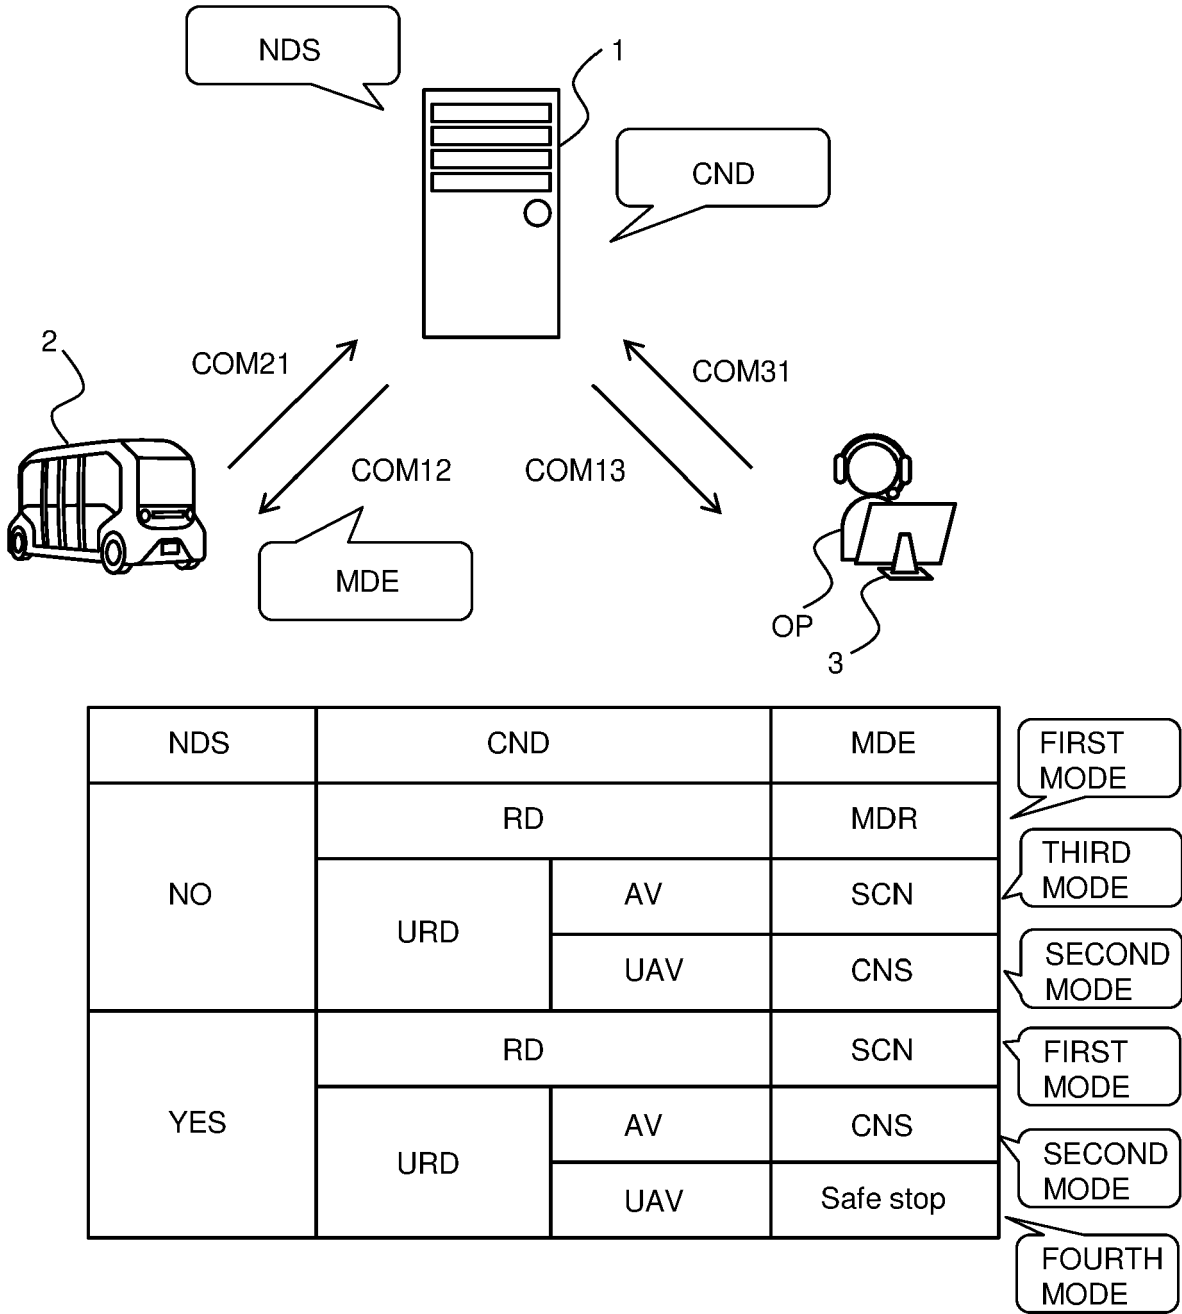 NDS
1
CND
2
COM21
COM31
COM12
COM13
MDE
OP
3
NDS CND MDE
FIRST
MODE
RD MDR
THIRD
MODE
NO AV SCN
URD
UAV CNS
SECOND
MODE
RD SCN
FIRST
MODE
YES AV CNS
URD
SECOND
MODE
UAV Safe stop
FOURTH
MODE